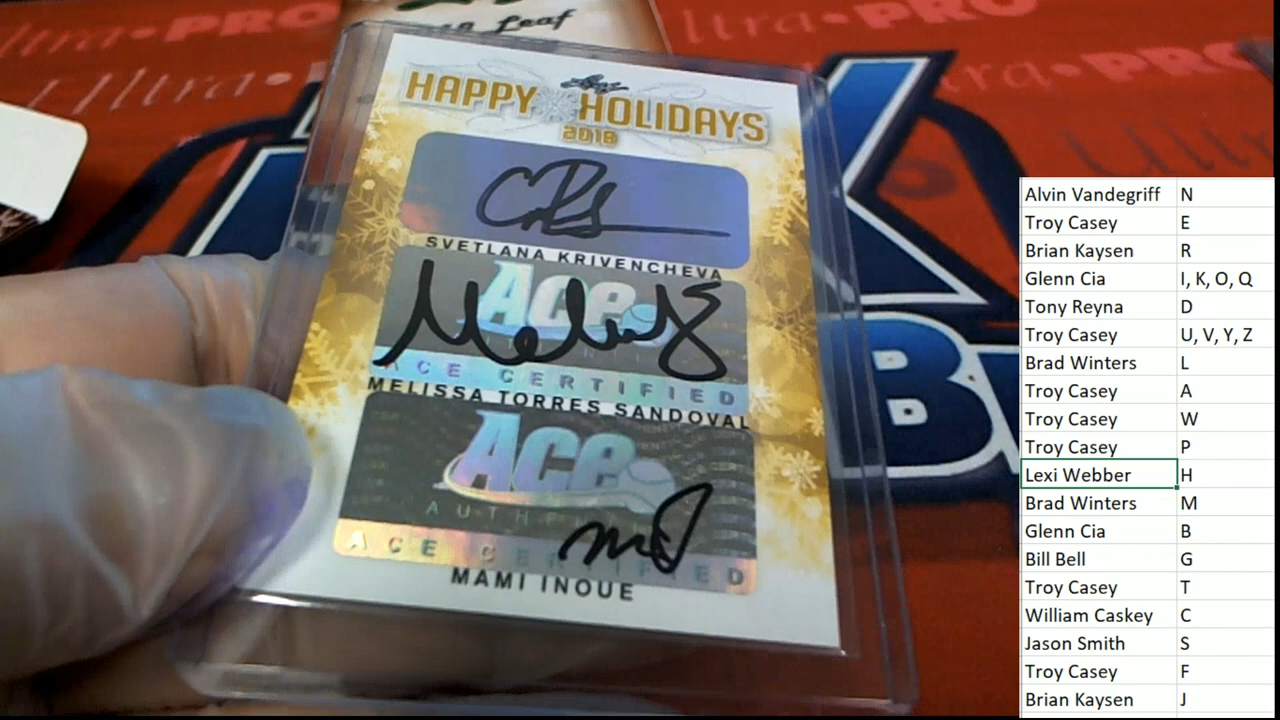 Leaf
Ultra•PRO
Leaf
HAPPY HOLIDAYS
2018
SVETLANA KRIVENCHEVA
Ace
ACE CERTIFIED
MELISSA TORRES SANDOVAL
Ace
AUTHE
ACE CERTIFIED
MAMI INOUE
Alvin Vandegriff N
Troy Casey E
Brian Kaysen R
Glenn Cia I, K, O, Q
Tony Reyna D
Troy Casey U, V, Y, Z
Brad Winters L
Troy Casey A
Troy Casey W
Troy Casey P
Lexi Webber H
Brad Winters M
Glenn Cia B
Bill Bell G
Troy Casey T
William Caskey C
Jason Smith S
Troy Casey F
Brian Kaysen J